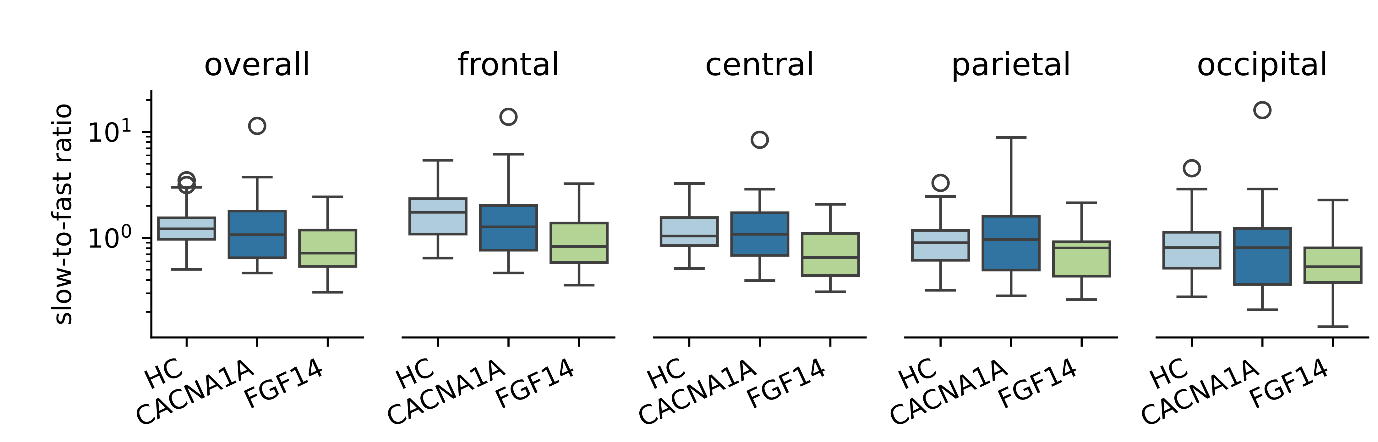 overall frontal central parietal occipital
slow-to-fast ratio
10¹
10⁰
HC CACNA1A FGF14 HC CACNA1A FGF14 HC CACNA1A FGF14 HC CACNA1A FGF14 HC CACNA1A FGF14